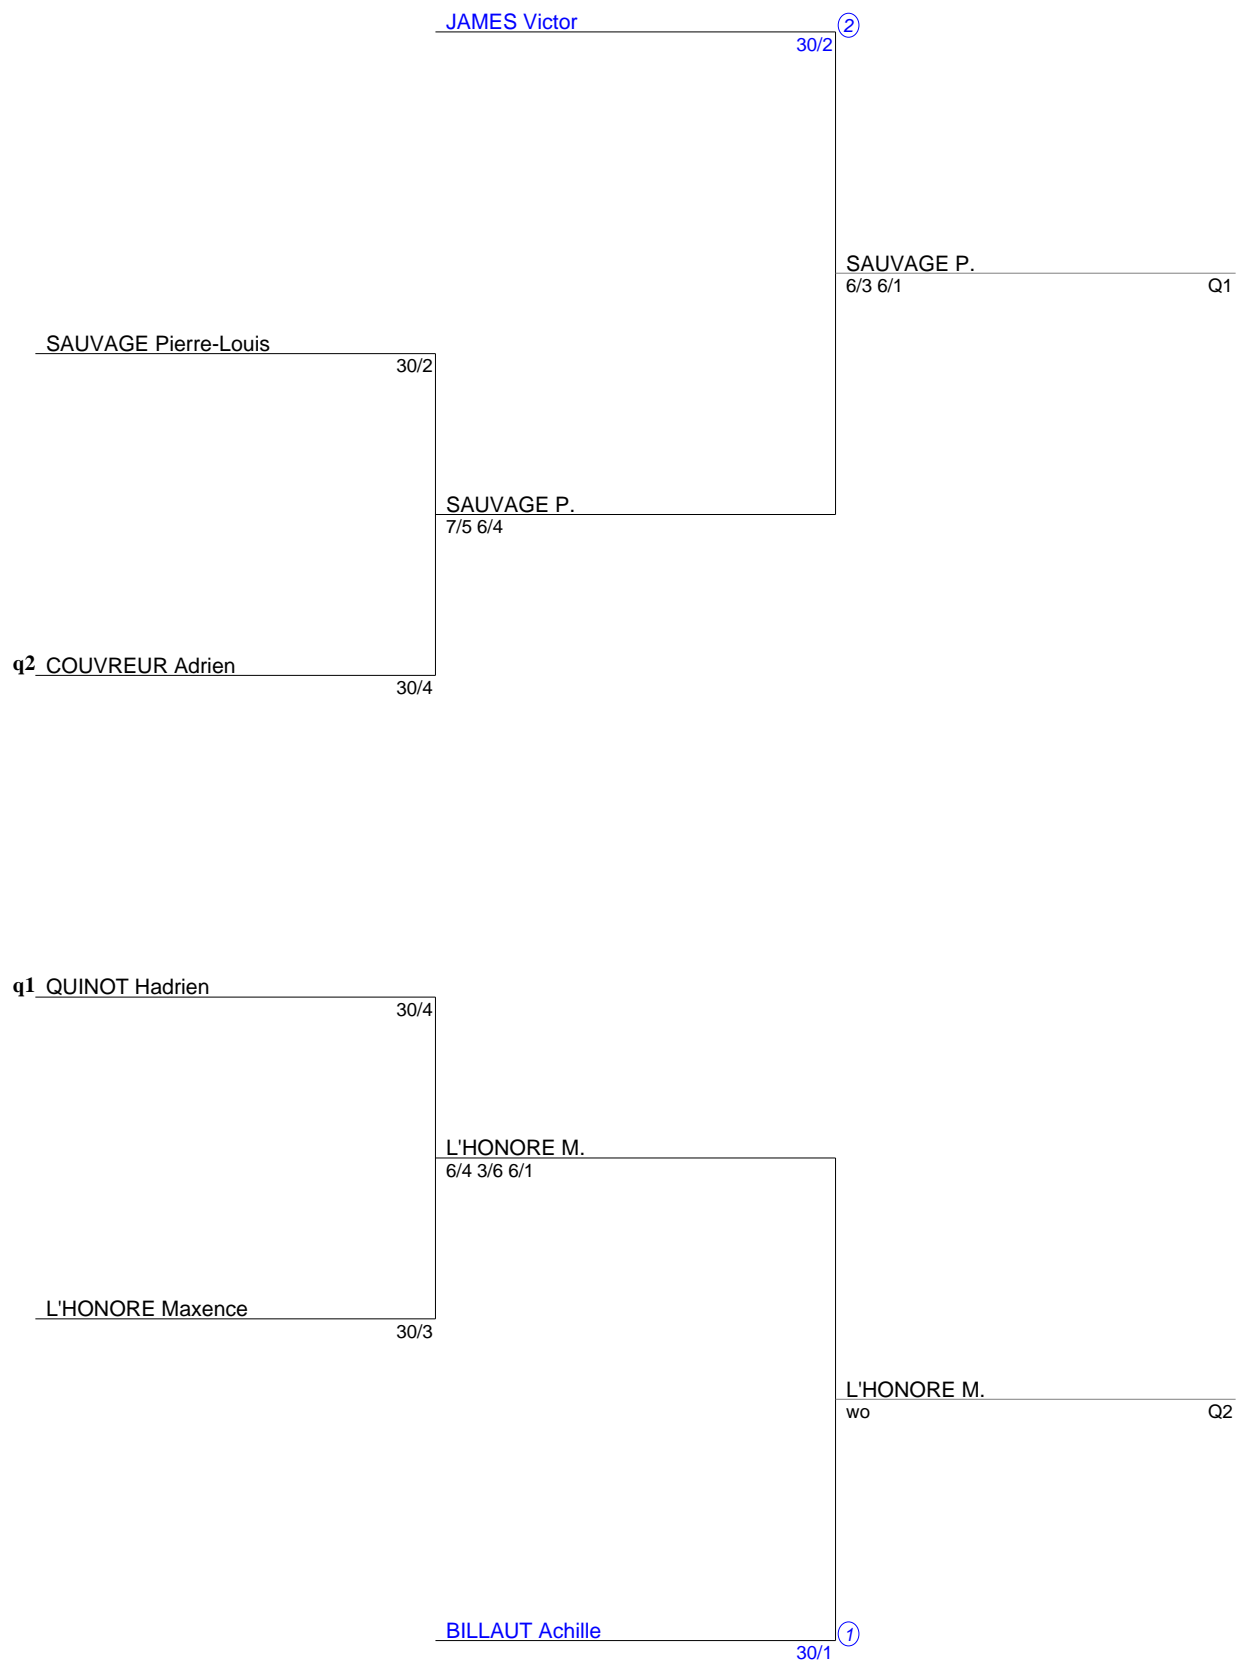 JAMES Victor ②
30/2
SAUVAGE P.
6/3 6/1 Q1
SAUVAGE Pierre-Louis
30/2
SAUVAGE P.
7/5 6/4
q2 COUVREUR Adrien
30/4
q1 QUINOT Hadrien
30/4
L'HONORE M.
6/4 3/6 6/1
L'HONORE Maxence
30/3
L'HONORE M.
wo Q2
BILLAUT Achille ①
30/1